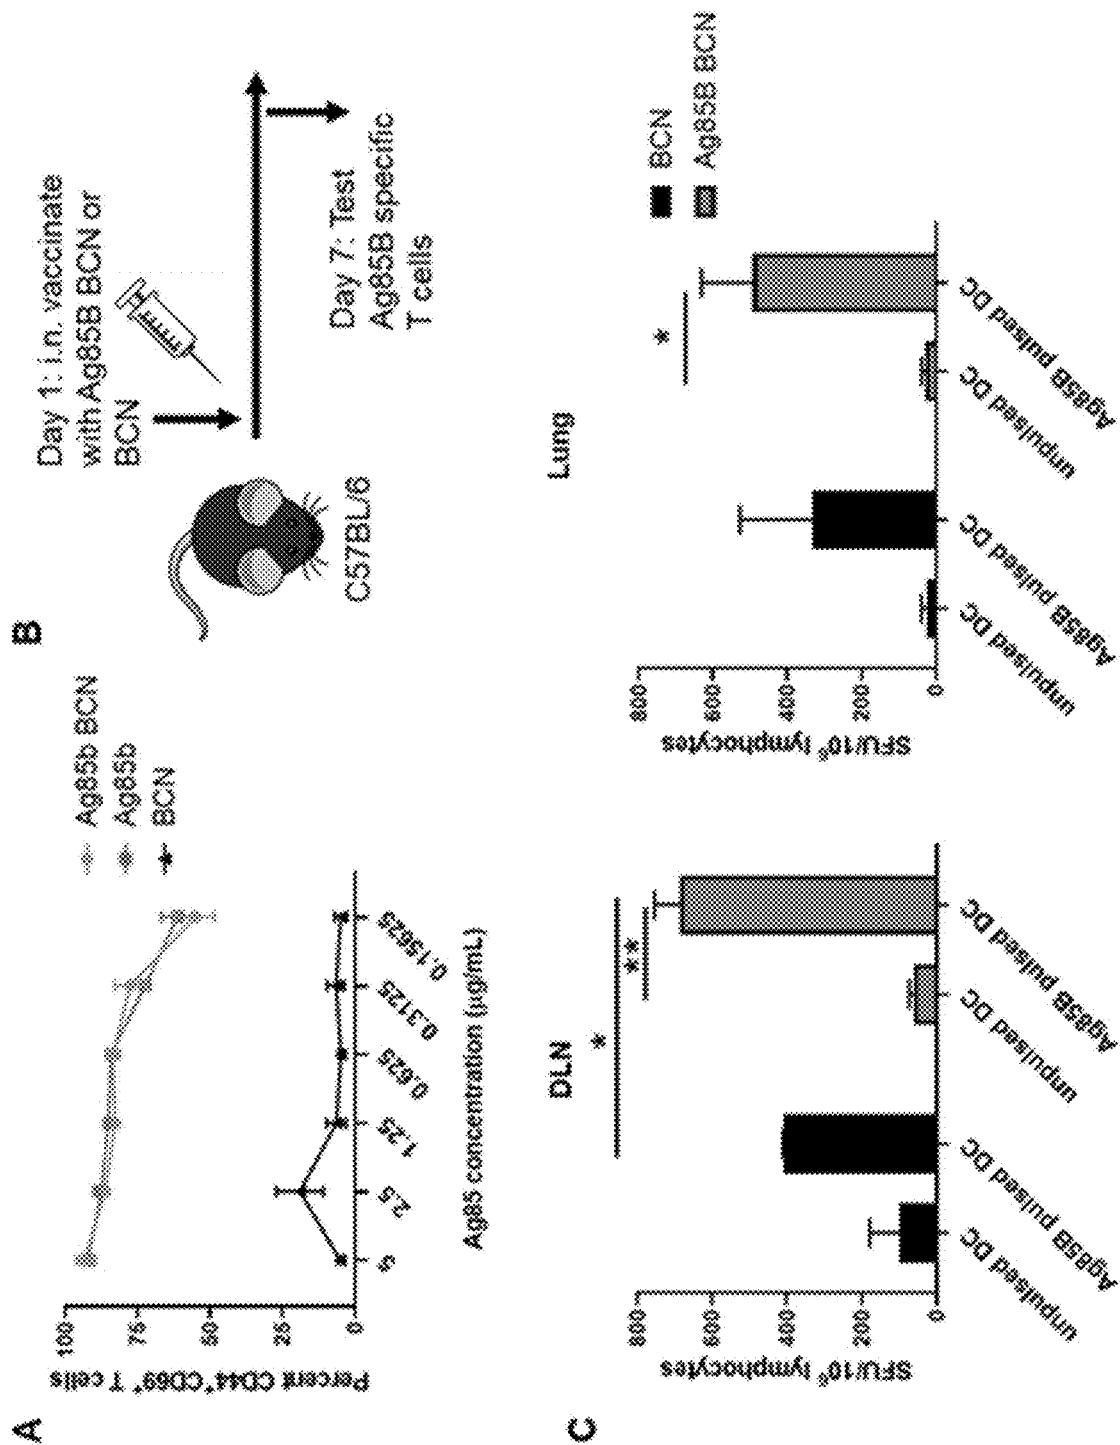 A
Percent CD44⁺CD69⁺ T cells
100
75
50
25
0
5
2.5
1.25
0.625
0.3125
0.15625
Ag85 concentration (µg/mL)
Ag85b BCN
Ag85b
BCN
B
Day 1: i.n. vaccinate
with Ag85B BCN or
BCN
C57BL/6
Day 7: Test
Ag85B specific
T cells
C
DLN
*
**
SFU/10⁶ lymphocytes
800
600
400
200
0
unpulsed DC
Ag85B pulsed DC
unpulsed DC
Ag85B pulsed DC
Lung
*
SFU/10⁶ lymphocytes
800
600
400
200
0
unpulsed DC
Ag85B pulsed DC
unpulsed DC
Ag85B pulsed DC
BCN
Ag85B BCN